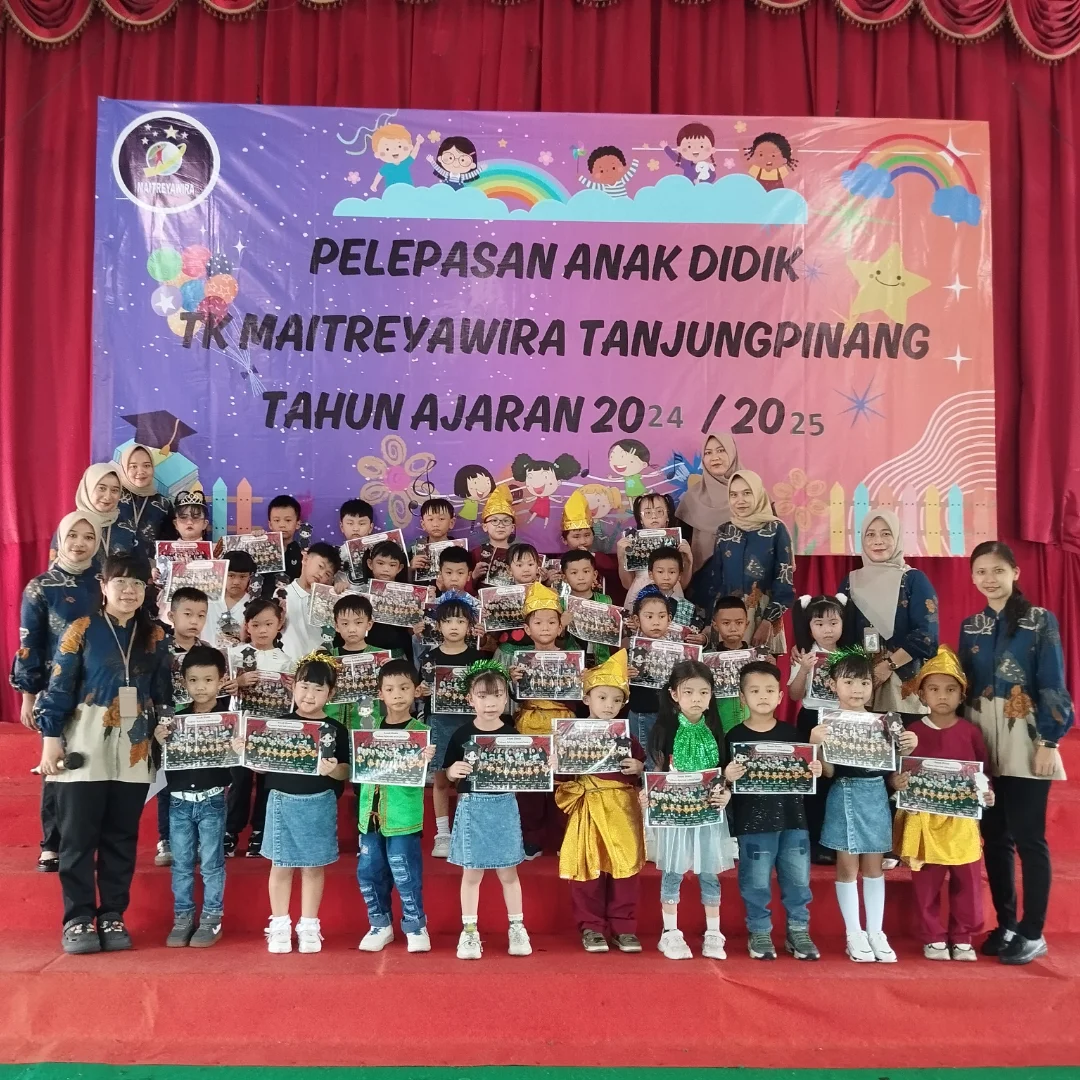 MAITREYAWIRA
PELEPASAN ANAK DIDIK
TK MAITREYAWIRA TANJUNGPINANG
TAHUN AJARAN 2024 / 2025